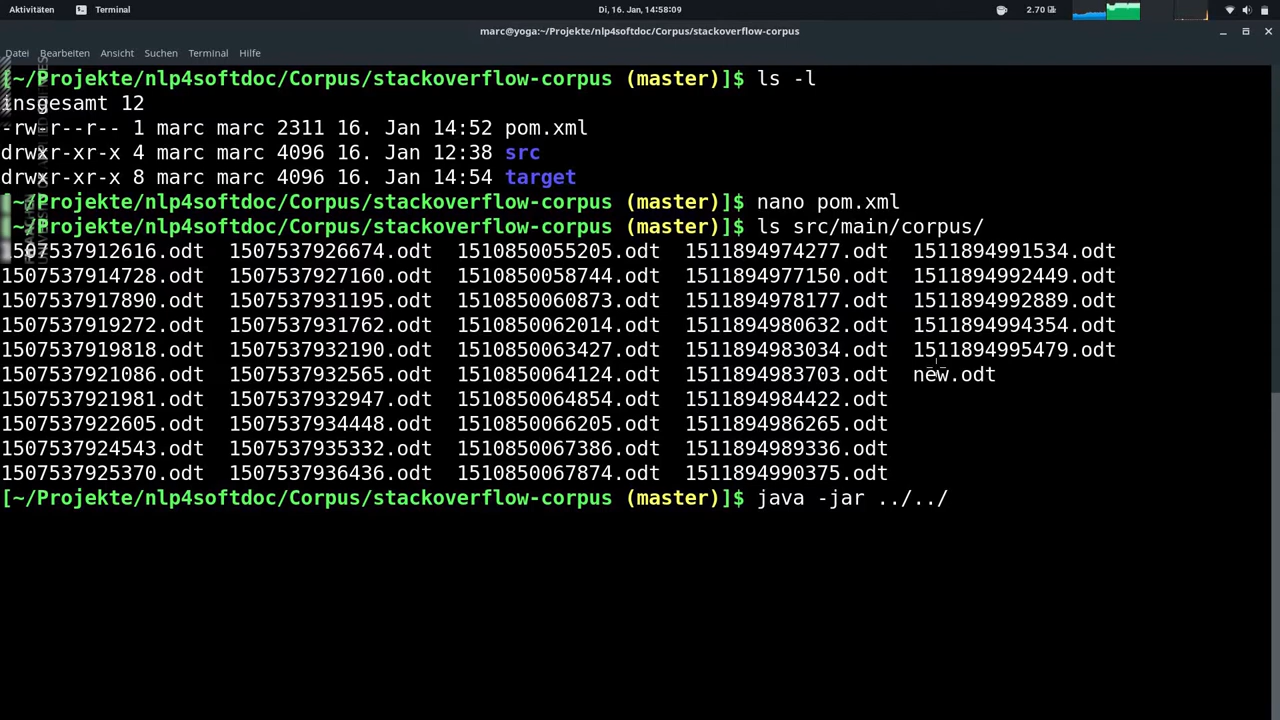 Aktivitäten Terminal Di, 16. Jan, 14:58:09 2.70
marc@yoga:~/Projekte/nlp4softdoc/Corpus/stackoverflow-corpus
Datei Bearbeiten Ansicht Suchen Terminal Hilfe
[~/Projekte/nlp4softdoc/Corpus/stackoverflow-corpus (master)]$ ls -l
insgesamt 12
-rw-r--r-- 1 marc marc 2311 16. Jan 14:52 pom.xml
drwxr-xr-x 4 marc marc 4096 16. Jan 12:38 src
drwxr-xr-x 8 marc marc 4096 16. Jan 14:54 target
[~/Projekte/nlp4softdoc/Corpus/stackoverflow-corpus (master)]$ nano pom.xml
[~/Projekte/nlp4softdoc/Corpus/stackoverflow-corpus (master)]$ ls src/main/corpus/
1507537912616.odt 1507537926674.odt 1510850055205.odt 1511894974277.odt 1511894991534.odt
1507537914728.odt 1507537927160.odt 1510850058744.odt 1511894977150.odt 1511894992449.odt
1507537917890.odt 1507537931195.odt 1510850060873.odt 1511894978177.odt 1511894992889.odt
1507537919272.odt 1507537931762.odt 1510850062014.odt 1511894980632.odt 1511894994354.odt
1507537919818.odt 1507537932190.odt 1510850063427.odt 1511894983034.odt 1511894995479.odt
1507537921086.odt 1507537932565.odt 1510850064124.odt 1511894983703.odt new.odt
1507537921981.odt 1507537932947.odt 1510850064854.odt 1511894984422.odt
1507537922605.odt 1507537934448.odt 1510850066205.odt 1511894986265.odt
1507537924543.odt 1507537935332.odt 1510850067386.odt 1511894989336.odt
1507537925370.odt 1507537936436.odt 1510850067874.odt 1511894990375.odt
[~/Projekte/nlp4softdoc/Corpus/stackoverflow-corpus (master)]$ java -jar ../../